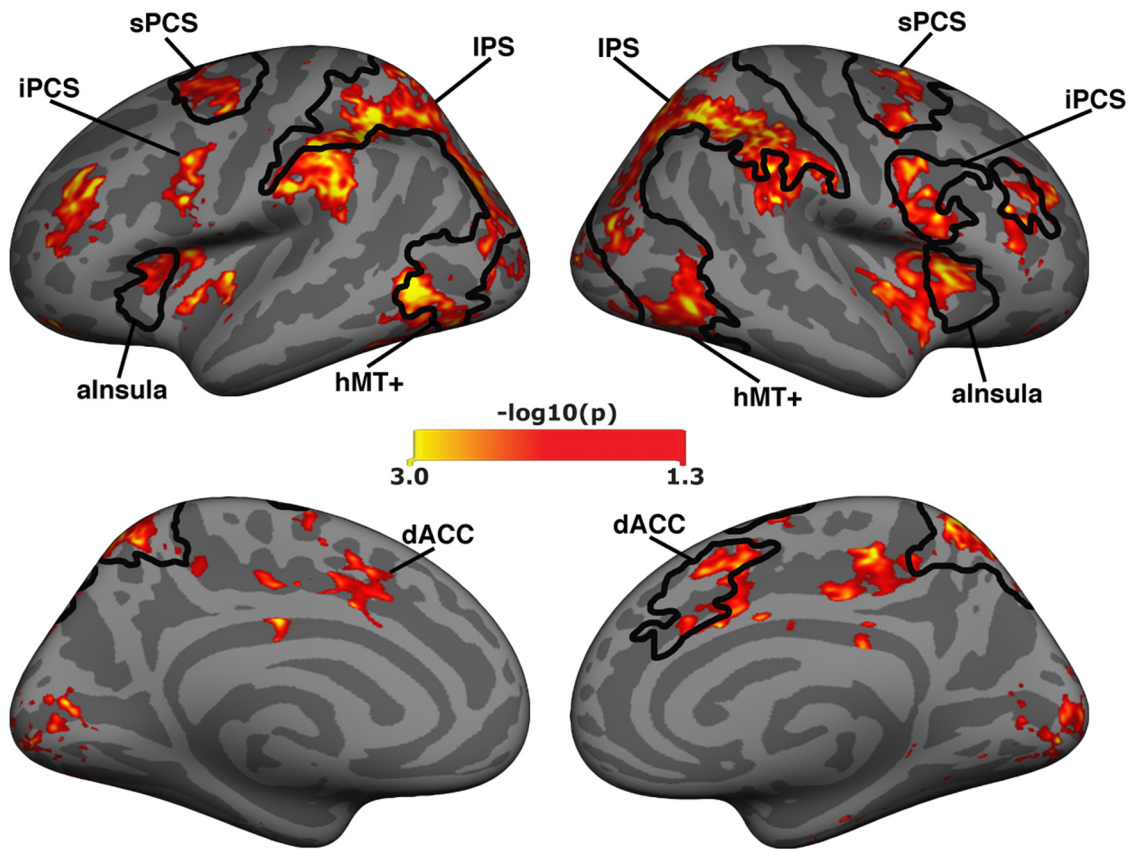 sPCS
sPCS
IPS
IPS
iPCS
iPCS
aInsula
hMT+
hMT+
aInsula
-log10(p)
3.0
1.3
dACC
dACC